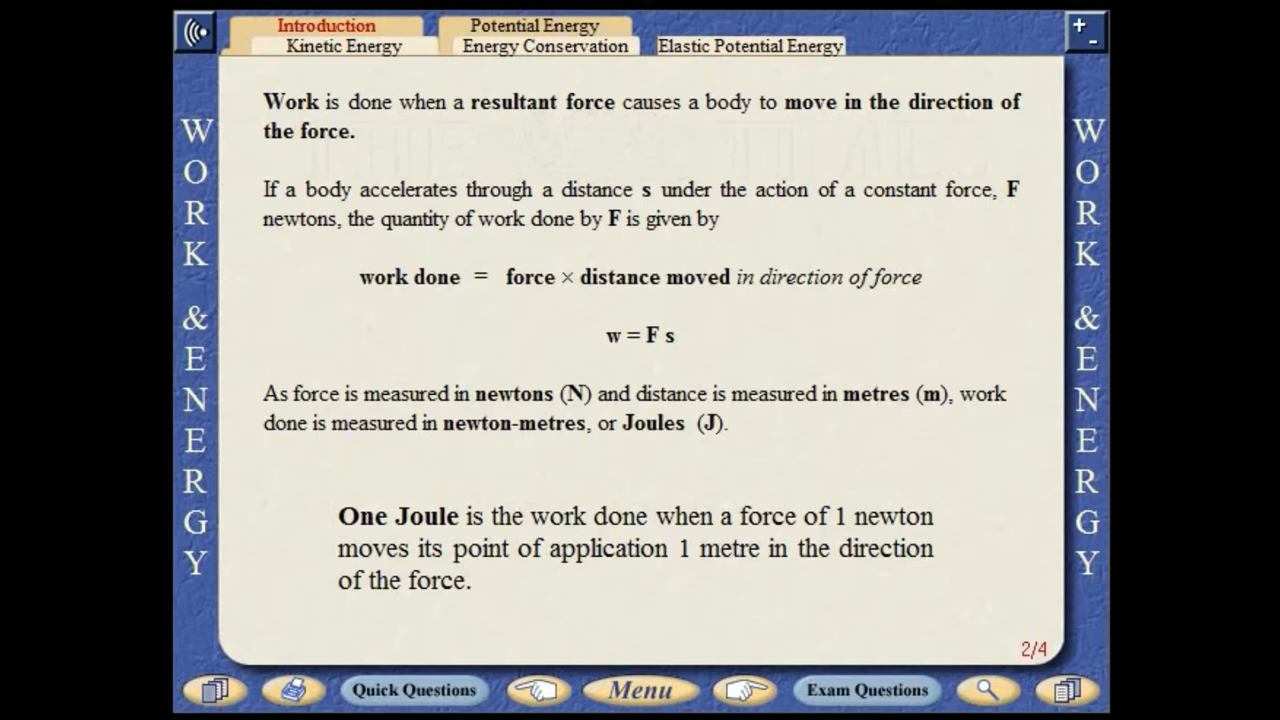 Introduction
Potential Energy
Kinetic Energy
Energy Conservation
Elastic Potential Energy
+
-
WORK & ENERGY
WORK & ENERGY
Work is done when a resultant force causes a body to move in the direction of
the force.
If a body accelerates through a distance s under the action of a constant force, F
newtons, the quantity of work done by F is given by
work done = force × distance moved in direction of force
w = F s
As force is measured in newtons (N) and distance is measured in metres (m), work
done is measured in newton-metres, or Joules (J).
One Joule is the work done when a force of 1 newton
moves its point of application 1 metre in the direction
of the force.
2/4
Quick Questions
Menu
Exam Questions